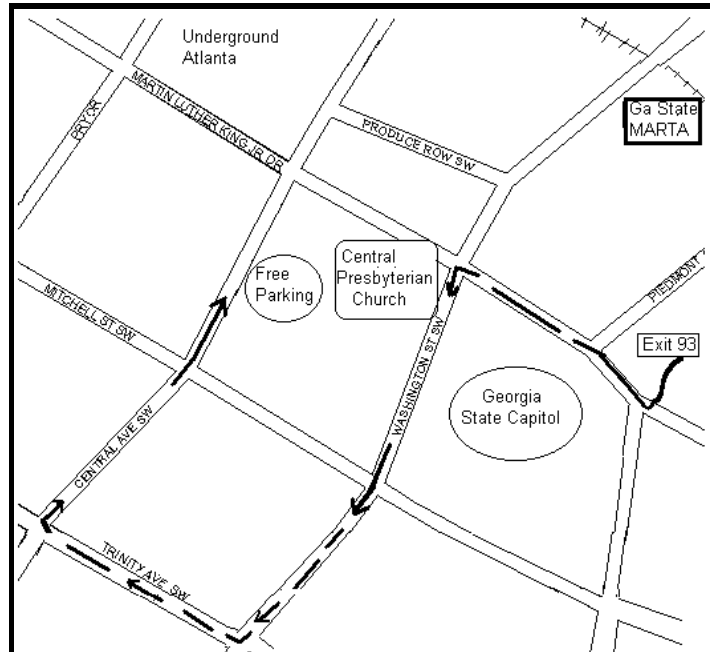 Underground
Atlanta
MARTIN LUTHER KING JR DR
PRYOR
PRODUCE ROW SW
Ga State
MARTA
Central
Presbyterian
Church
Free
Parking
PIEDMONT
MITCHELL ST SW
Exit 93
WASHINGTON ST SW
Georgia
State Capitol
CENTRAL AVE SW
TRINITY AVE SW